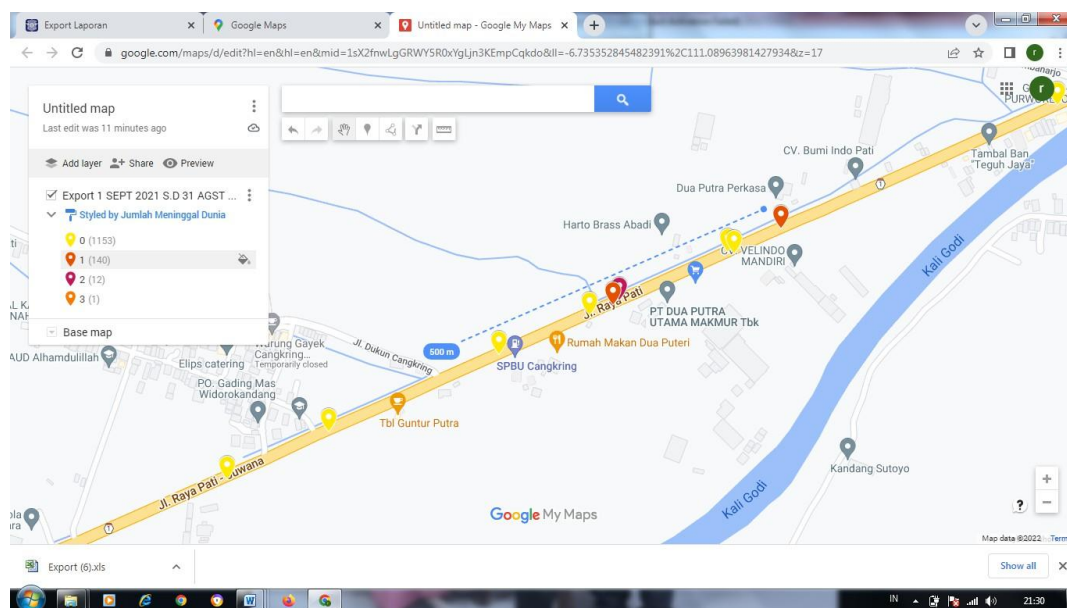 Export Laporan
Google Maps
Untitled map - Google My Maps
google.com/maps/d/edit?hl=en&hl=en&mid=1sX2fnwLgGRWY5R0xYgLjn3KEmpCqkdo&ll=-6.735352845482391%2C111.08963981427934&z=17
r
Untitled map
Last edit was 11 minutes ago
Add layer
Share
Preview
Export 1 SEPT 2021 S.D 31 AGST ...
Styled by Jumlah Meninggal Dunia
0 (1153)
1 (140)
2 (12)
3 (1)
Base map
r
CV. Bumi Indo Pati
Tambal Ban
"Teguh Jaya"
Dua Putra Perkasa
Harto Brass Abadi
CV. VELINDO
MANDIRI
Kali Godi
Jl. Raya Pati
PT DUA PUTRA
UTAMA MAKMUR Tbk
Rumah Makan Dua Puteri
SPBU Cangkring
500 m
Jl. Dukun Cangkring
Warung Gayek
Cangkring...
Temporarily closed
AUD Alhamdulillah
Elips catering
PO. Gading Mas
Widorokandang
Tbl Guntur Putra
Jl. Raya Pati - Juwana
Kandang Sutoyo
Kali Godi
Google My Maps
Map data ©2022
Term
Export (6).xls
Show all
IN
21:30